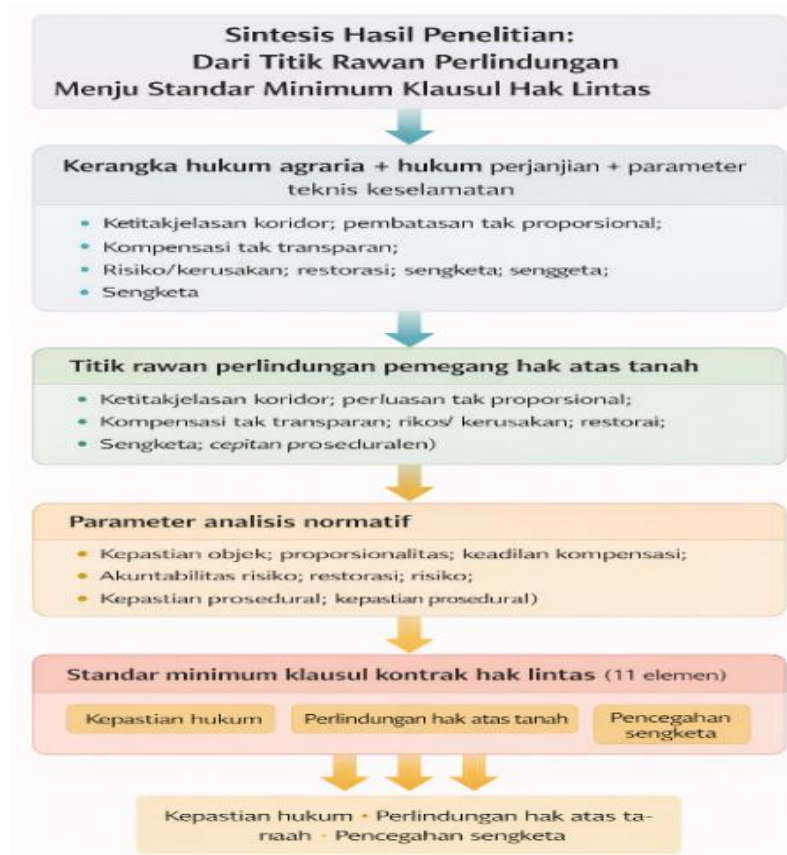 Sintesis Hasil Penelitian:
Dari Titik Rawan Perlindungan
Menju Standar Minimum Klausul Hak Lintas
Kerangka hukum agraria + hukum perjanjian + parameter
teknis keselamatan
• Ketitakjelasan koridor; pembatasan tak proporsional;
• Kompensasi tak transparan;
• Risiko/kerusakan; restorasi; sengketa; senggeta;
• Sengketa
Titik rawan perlindungan pemegang hak atas tanah
• Ketitakjelasan koridor; perluasan tak proporsional;
• Kompensasi tak transparan; rikos/ kerusakan; restorai;
• Sengketa; cepitan proseduralen)
Parameter analisis normatif
• Kepastian objek; proporsionalitas; keadilan kompensasi;
• Akuntabilitas risiko; restorasi; risiko;
• Kepastian prosedural; kepastian prosedural)
Standar minimum klausul kontrak hak lintas (11 elemen)
Kepastian hukum
Perlindungan hak atas tanah
Pencegahan
sengketa
Kepastian hukum • Perlindungan hak atas ta-
naah • Pencegahan sengketa